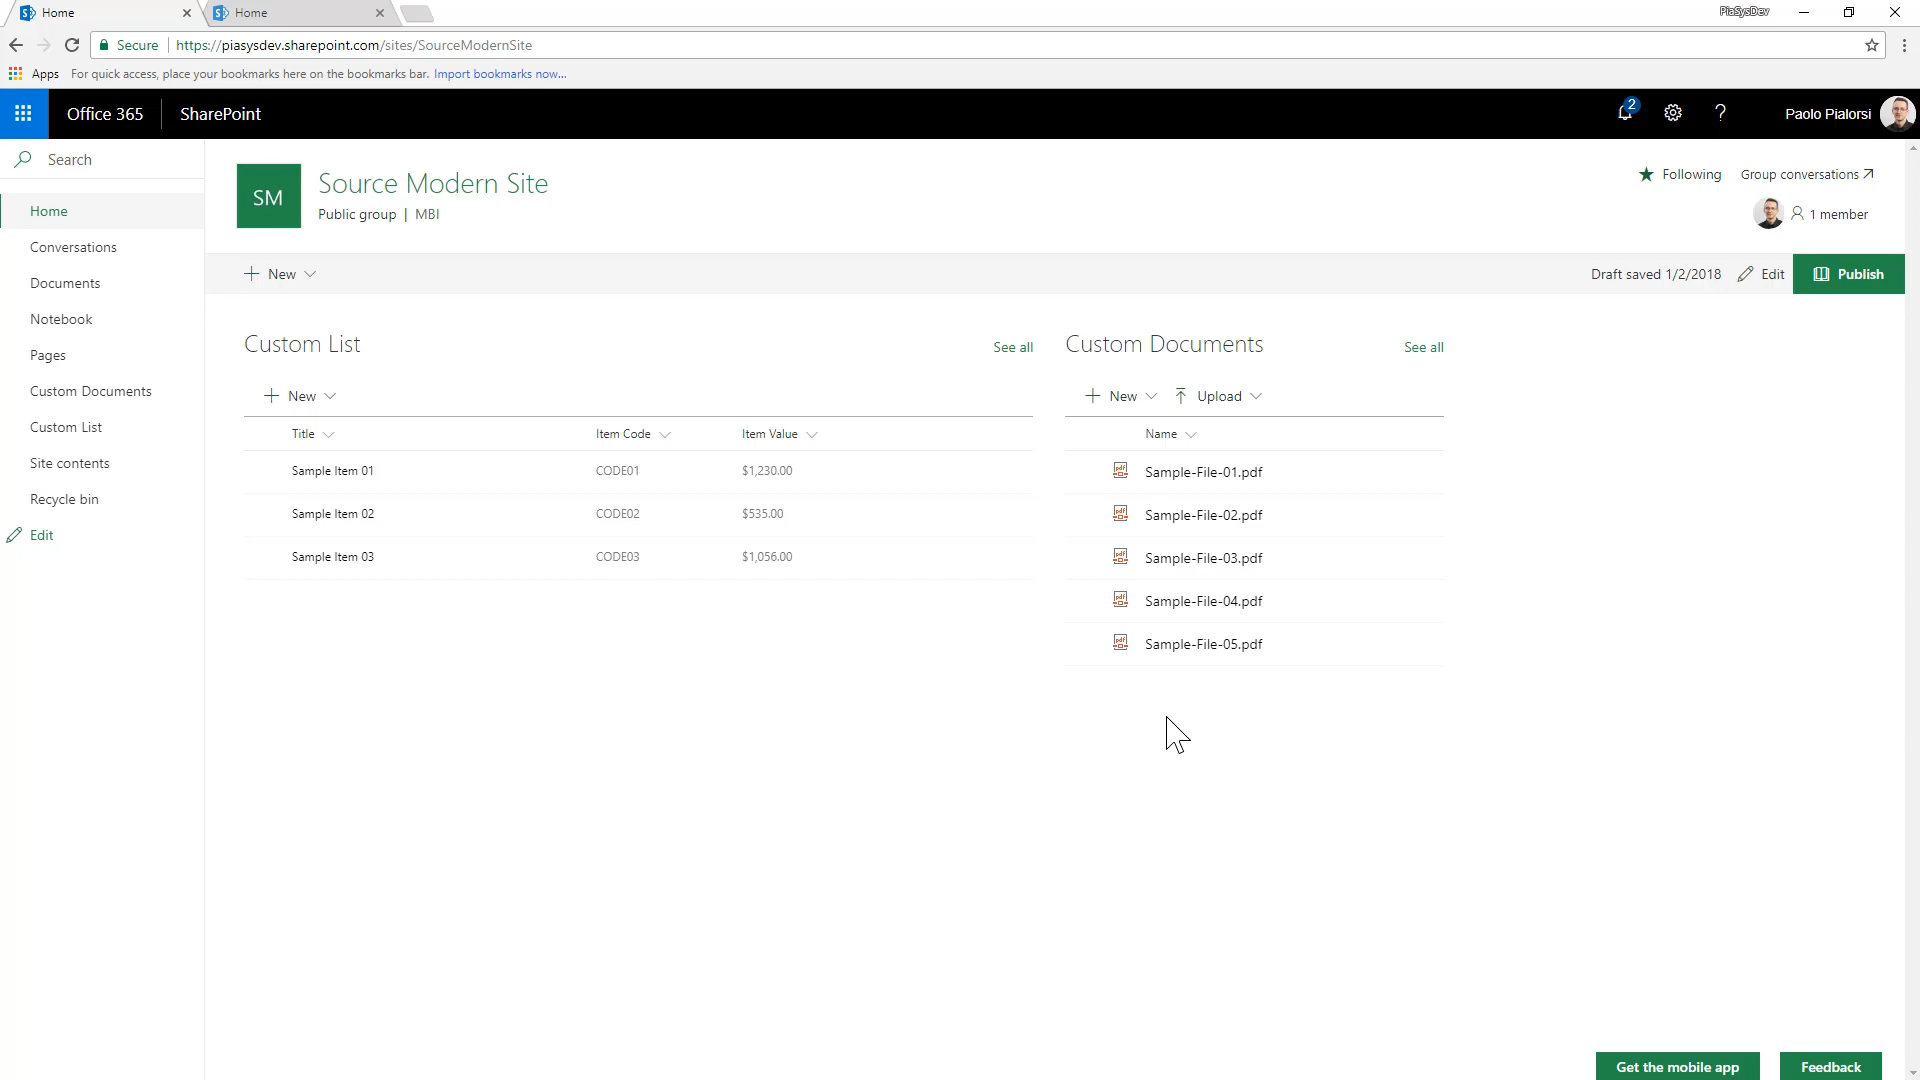 Home
Home
PiaSysDev
Secure
https://piasysdev.sharepoint.com/sites/SourceModernSite
Apps
For quick access, place your bookmarks here on the bookmarks bar. Import bookmarks now...
Office 365
SharePoint
2
?
Paolo Pialorsi
Search
Home
Conversations
Documents
Notebook
Pages
Custom Documents
Custom List
Site contents
Recycle bin
Edit
SM
Source Modern Site
Public group | MBI
Following
Group conversations
1 member
New
Draft saved 1/2/2018
Edit
Publish
Custom List
See all
New
Title Item Code Item Value
Sample Item 01 CODE01 $1,230.00
Sample Item 02 CODE02 $535.00
Sample Item 03 CODE03 $1,056.00
Custom Documents
See all
New Upload
Name
pdf Sample-File-01.pdf
pdf Sample-File-02.pdf
pdf Sample-File-03.pdf
pdf Sample-File-04.pdf
pdf Sample-File-05.pdf
Get the mobile app
Feedback